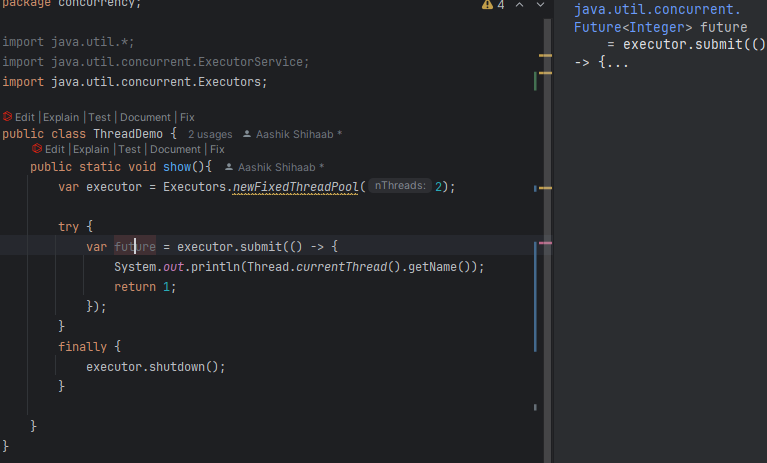 package concurrency;
4
import java.util.*;
import java.util.concurrent.ExecutorService;
import java.util.concurrent.Executors;
Edit | Explain | Test | Document | Fix
public class ThreadDemo { 2 usages Aashik Shihaab *
Edit | Explain | Test | Document | Fix
public static void show(){ Aashik Shihaab *
var executor = Executors.newFixedThreadPool( nThreads: 2);
try {
var future = executor.submit(() -> {
System.out.println(Thread.currentThread().getName());
return 1;
});
}
finally {
executor.shutdown();
}
}
}
java.util.concurrent.
Future<Integer> future
= executor.submit(()
-> {...